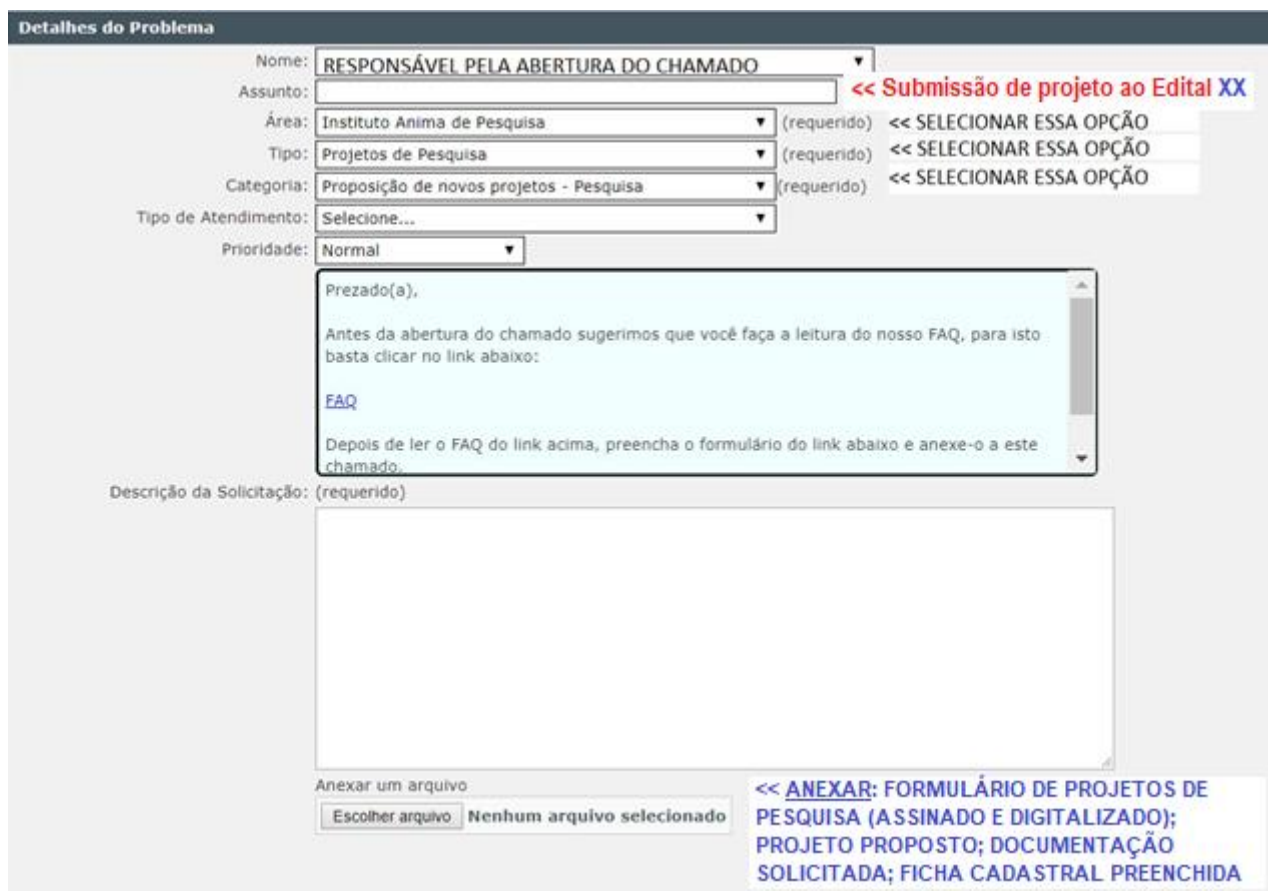 Detalhes do Problema
Nome: RESPONSÁVEL PELA ABERTURA DO CHAMADO
Assunto: << Submissão de projeto ao Edital XX
Área: Instituto Anima de Pesquisa (requerido) << SELECIONAR ESSA OPÇÃO
Tipo: Projetos de Pesquisa (requerido) << SELECIONAR ESSA OPÇÃO
Categoria: Proposição de novos projetos - Pesquisa (requerido) << SELECIONAR ESSA OPÇÃO
Tipo de Atendimento: Selecione...
Prioridade: Normal
Prezado(a),
Antes da abertura do chamado sugerimos que você faça a leitura do nosso FAQ, para isto
basta clicar no link abaixo:
FAQ
Depois de ler o FAQ do link acima, preencha o formulário do link abaixo e anexe-o a este
chamado.
Descrição da Solicitação: (requerido)
Anexar um arquivo
Escolher arquivo Nenhum arquivo selecionado
<< ANEXAR: FORMULÁRIO DE PROJETOS DE
PESQUISA (ASSINADO E DIGITALIZADO);
PROJETO PROPOSTO; DOCUMENTAÇÃO
SOLICITADA; FICHA CADASTRAL PREENCHIDA